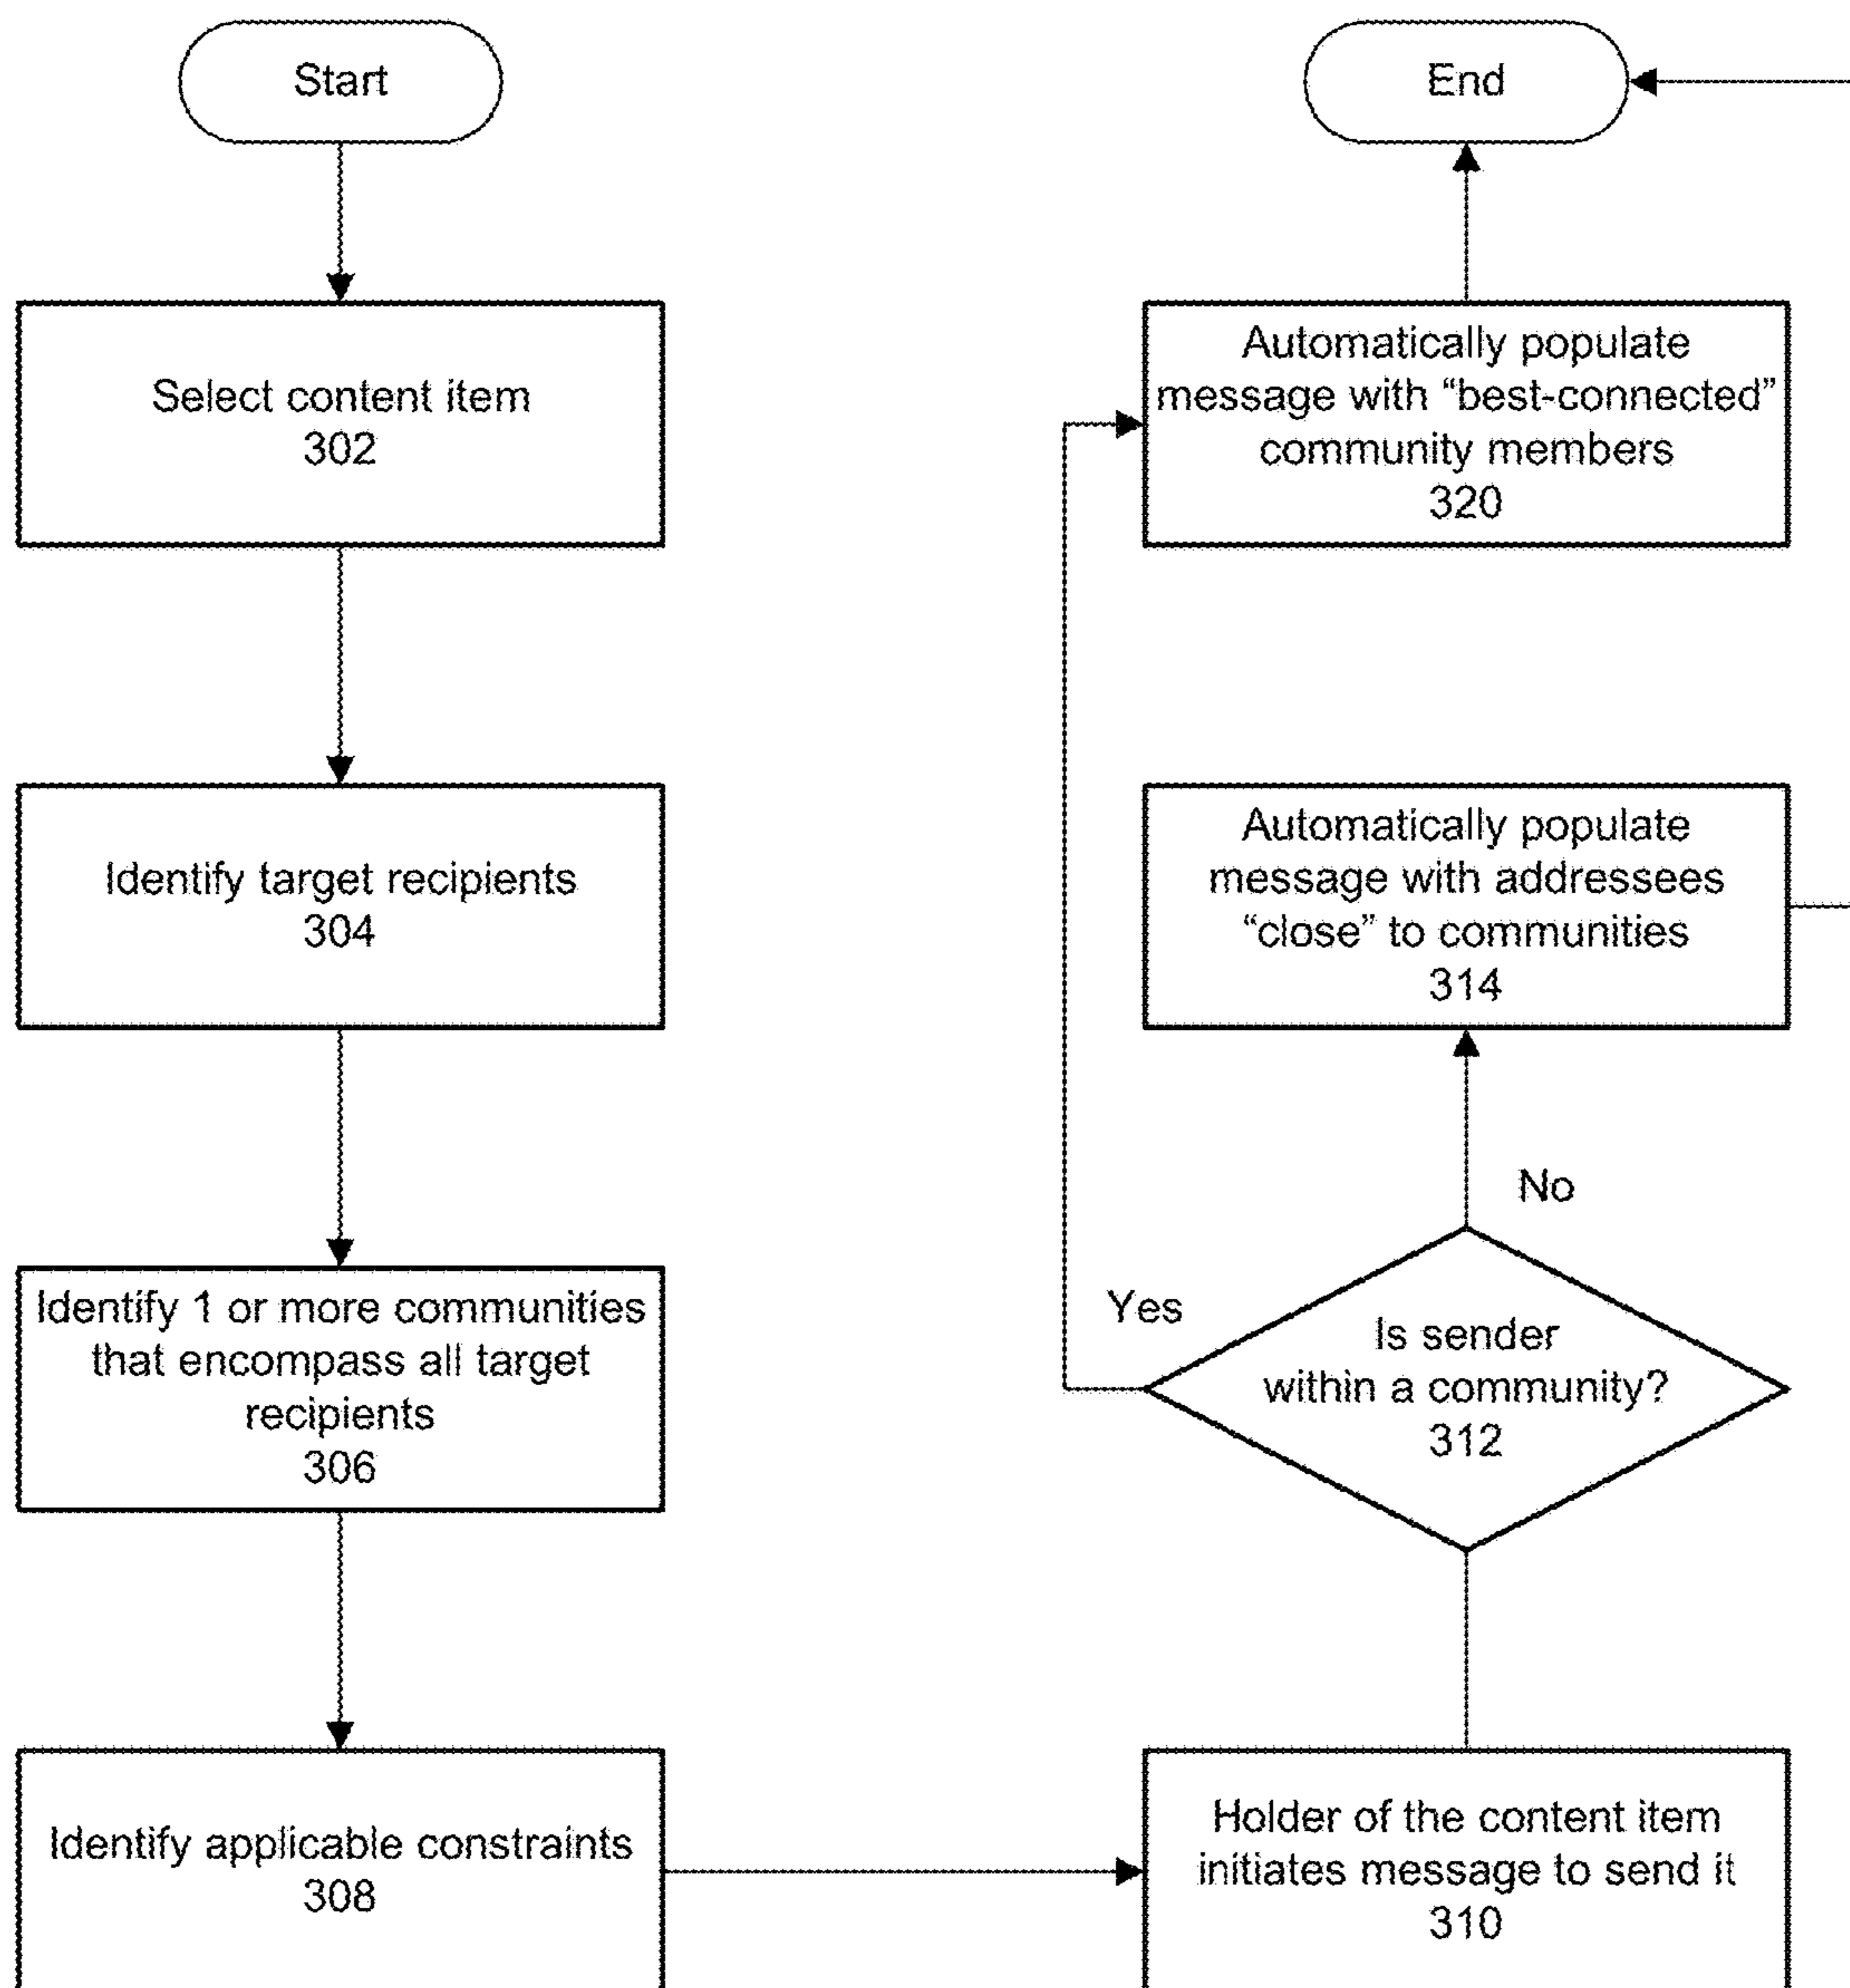 Start
Select content item
302
Identify target recipients
304
Identify 1 or more communities
that encompass all target
recipients
306
Identify applicable constraints
308
Holder of the content item
initiates message to send it
310
Is sender
within a community?
312
Yes
No
Automatically populate
message with addressees
“close” to communities
314
Automatically populate
message with “best-connected”
community members
320
End